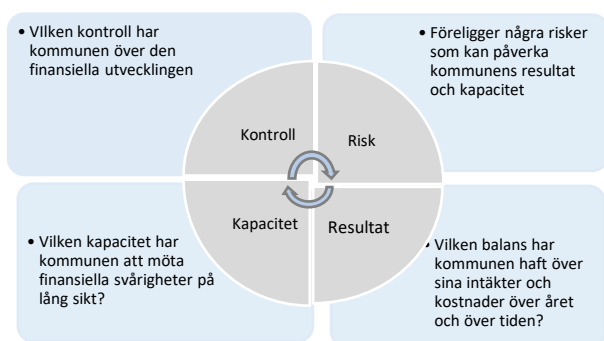 • VIlken kontroll har
kommunen över den
finansiella utvecklingen
• Föreligger några risker
som kan påverka
kommunens resultat
och kapacitet
Kontroll
Risk
Kapacitet
Resultat
• Vilken kapacitet har
kommunen att möta
finansiella svårigheter på
lång sikt?
• Vilken balans har
kommunen haft över
sina intäkter och
kostnader över året
och över tiden?